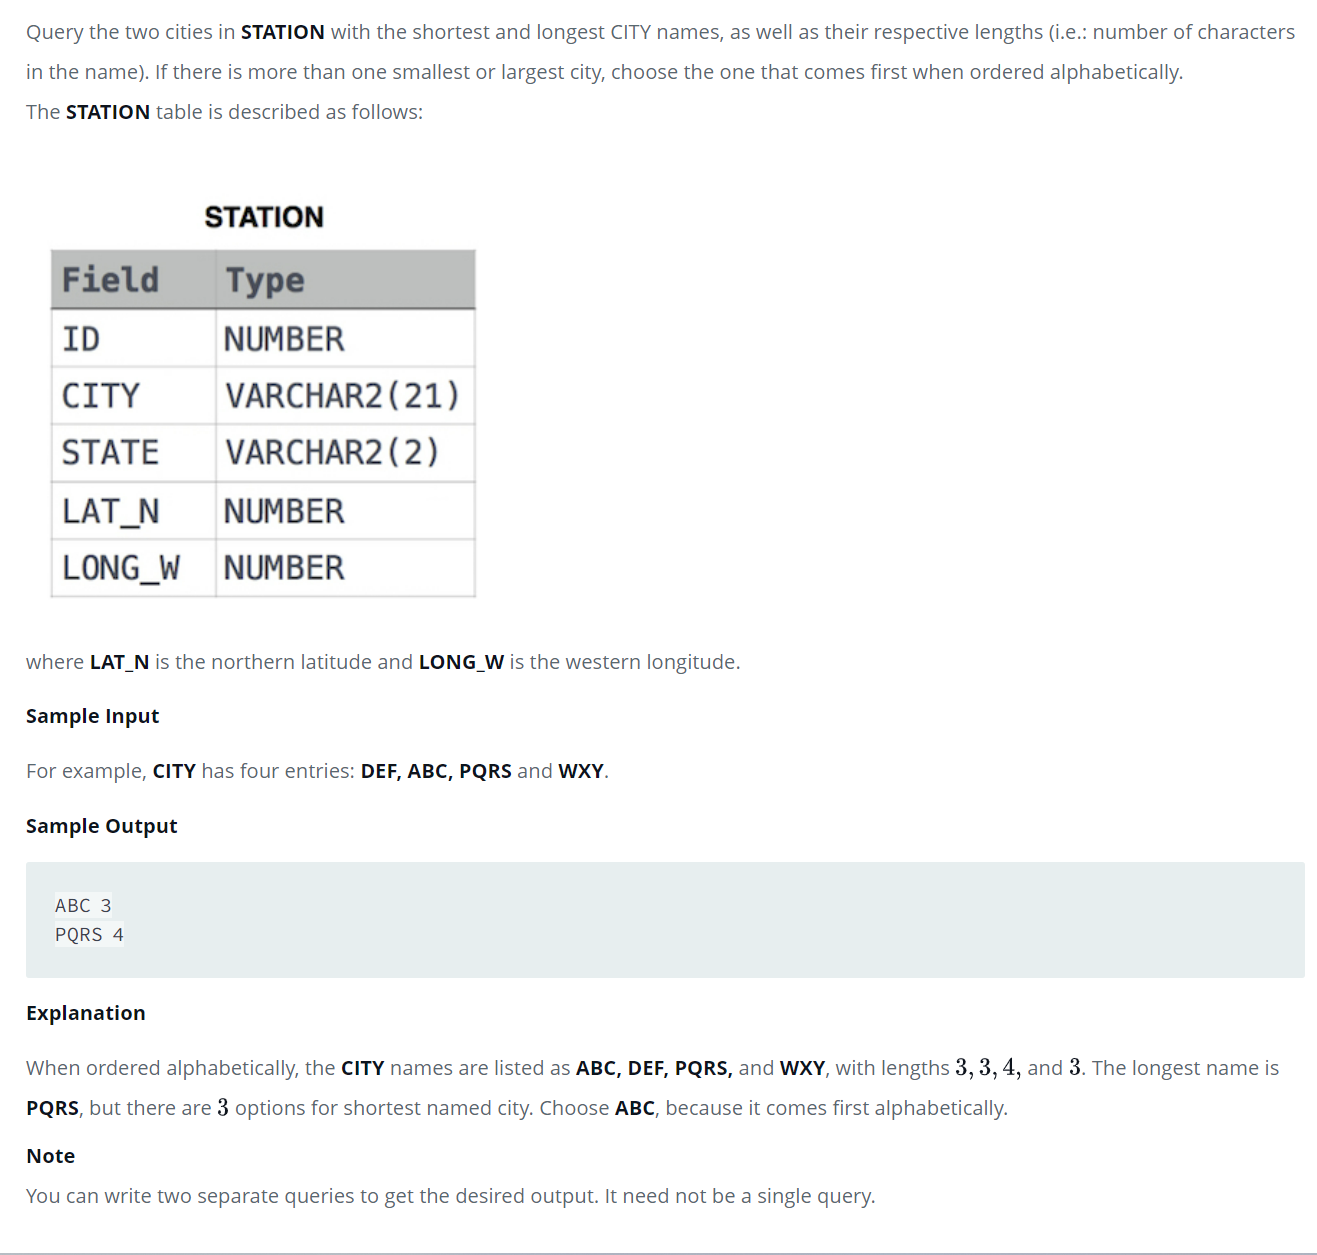 Query the two cities in STATION with the shortest and longest CITY names, as well as their respective lengths (i.e.: number of characters
in the name). If there is more than one smallest or largest city, choose the one that comes first when ordered alphabetically.
The STATION table is described as follows:
STATION
Field Type
ID NUMBER
CITY VARCHAR2(21)
STATE VARCHAR2(2)
LAT_N NUMBER
LONG_W NUMBER
where LAT_N is the northern latitude and LONG_W is the western longitude.
Sample Input
For example, CITY has four entries: DEF, ABC, PQRS and WXY.
Sample Output
ABC 3
PQRS 4
Explanation
When ordered alphabetically, the CITY names are listed as ABC, DEF, PQRS, and WXY, with lengths 3, 3, 4, and 3. The longest name is
PQRS, but there are 3 options for shortest named city. Choose ABC, because it comes first alphabetically.
Note
You can write two separate queries to get the desired output. It need not be a single query.